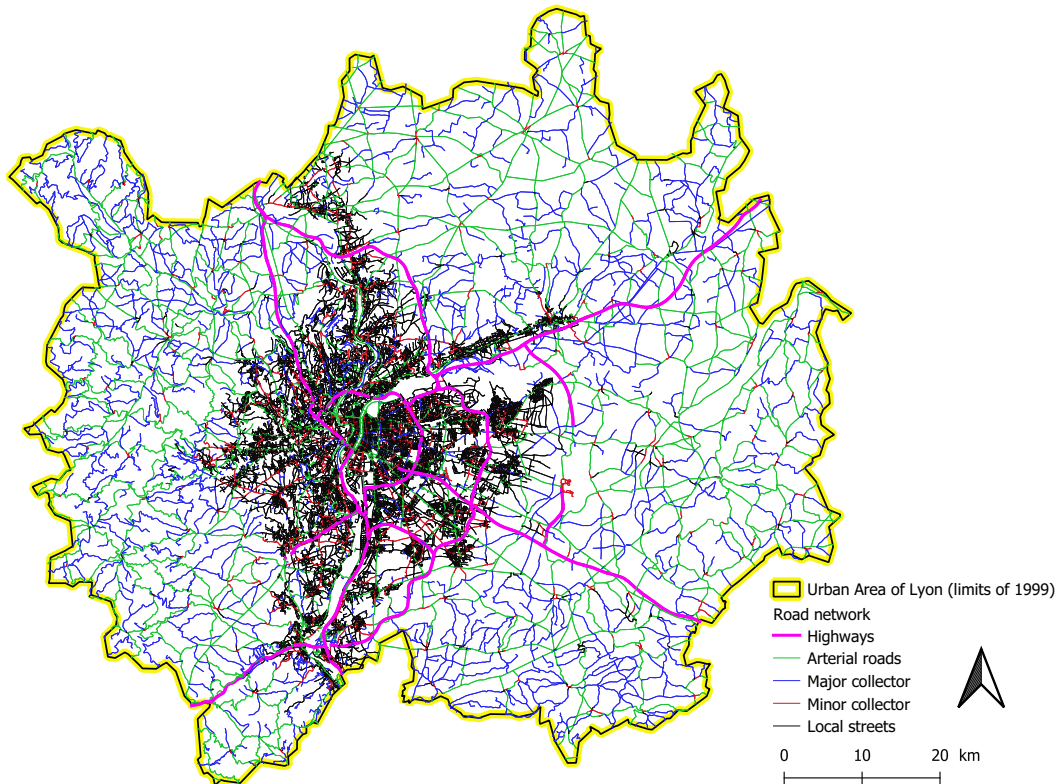 Urban Area of Lyon (limits of 1999)
Road network
Highways
Arterial roads
Major collector
Minor collector
Local streets
0 10 20 km